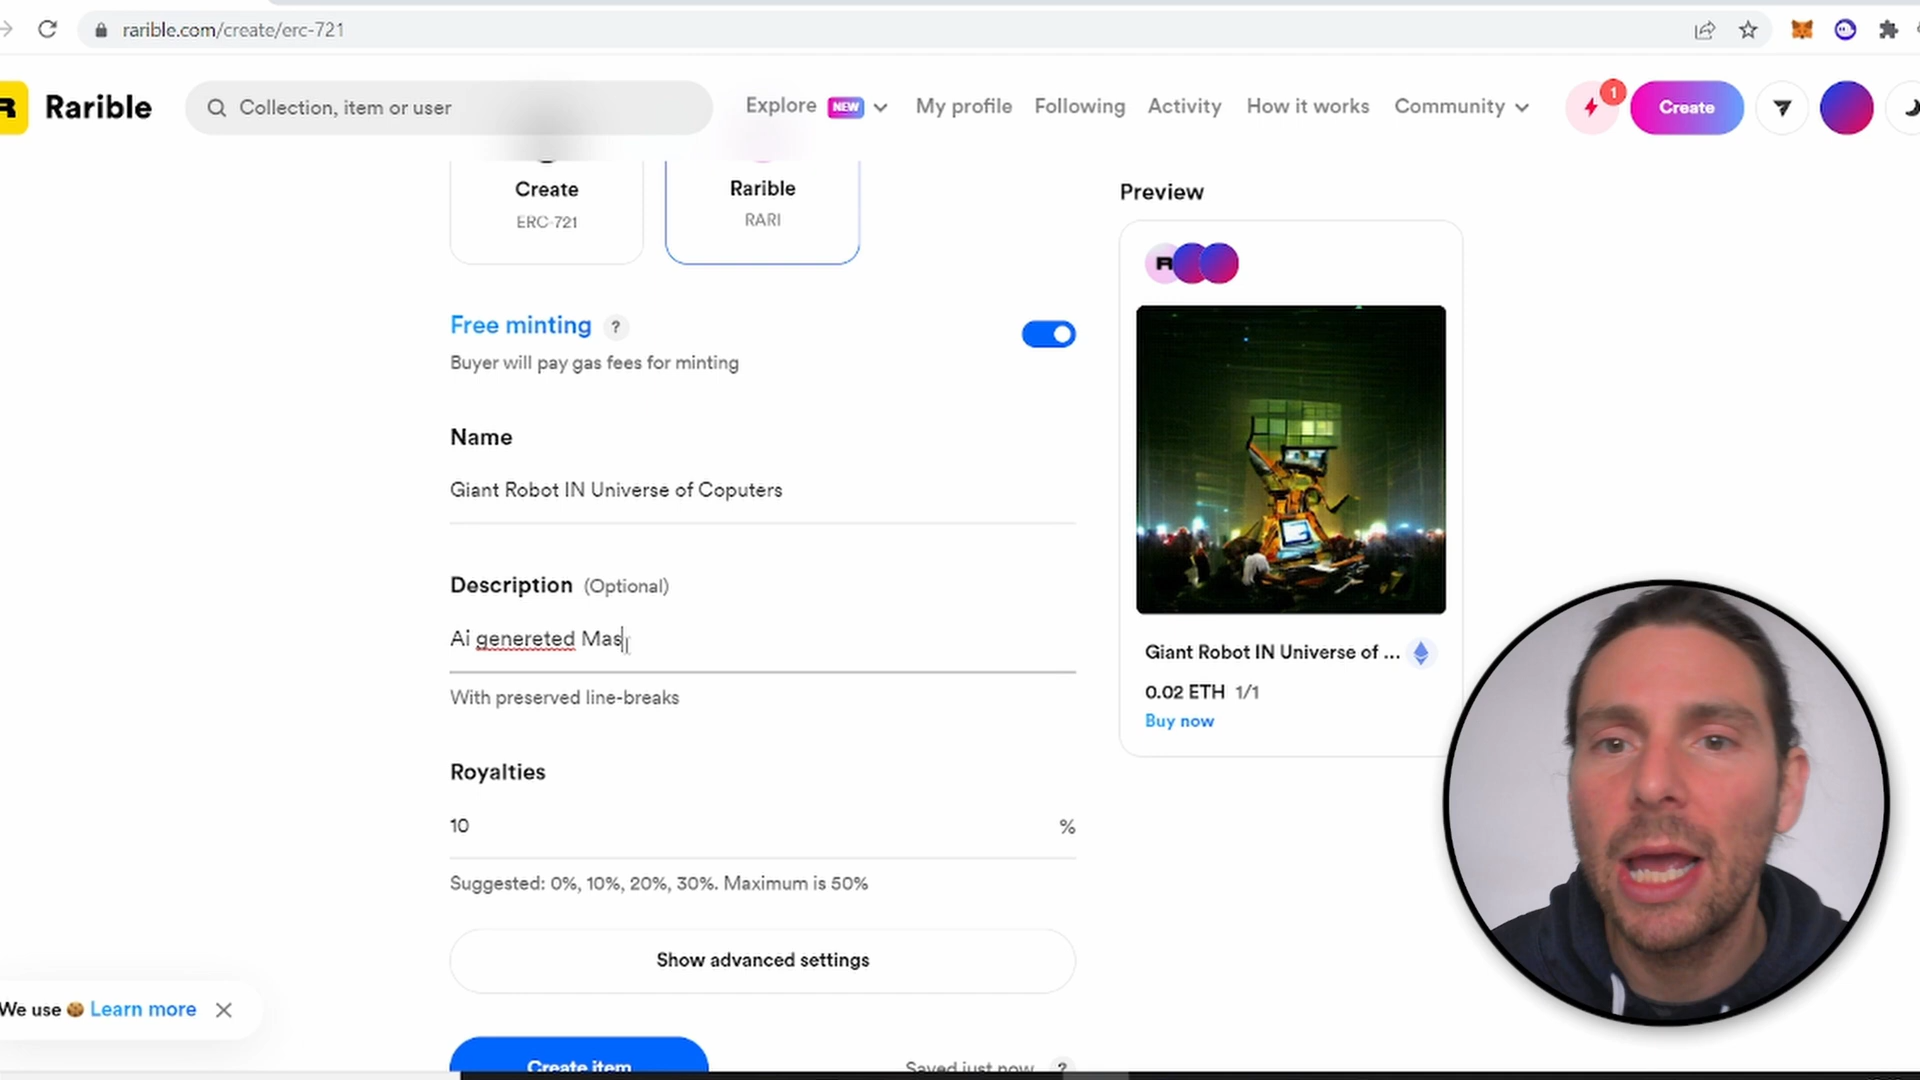 rarible.com/create/erc-721
R Rarible
Collection, item or user
Explore NEW
My profile
Following
Activity
How it works
Community
1
Create
Create
ERC-721
Rarible
RARI
Preview
R
Free minting ?
Buyer will pay gas fees for minting
Name
Giant Robot IN Universe of Coputers
Description (Optional)
Ai genereted Mas
With preserved line-breaks
Giant Robot IN Universe of ...
0.02 ETH 1/1
Buy now
Royalties
10 %
Suggested: 0%, 10%, 20%, 30%. Maximum is 50%
Show advanced settings
We use 🍪 Learn more
Create item
Saved just now ?